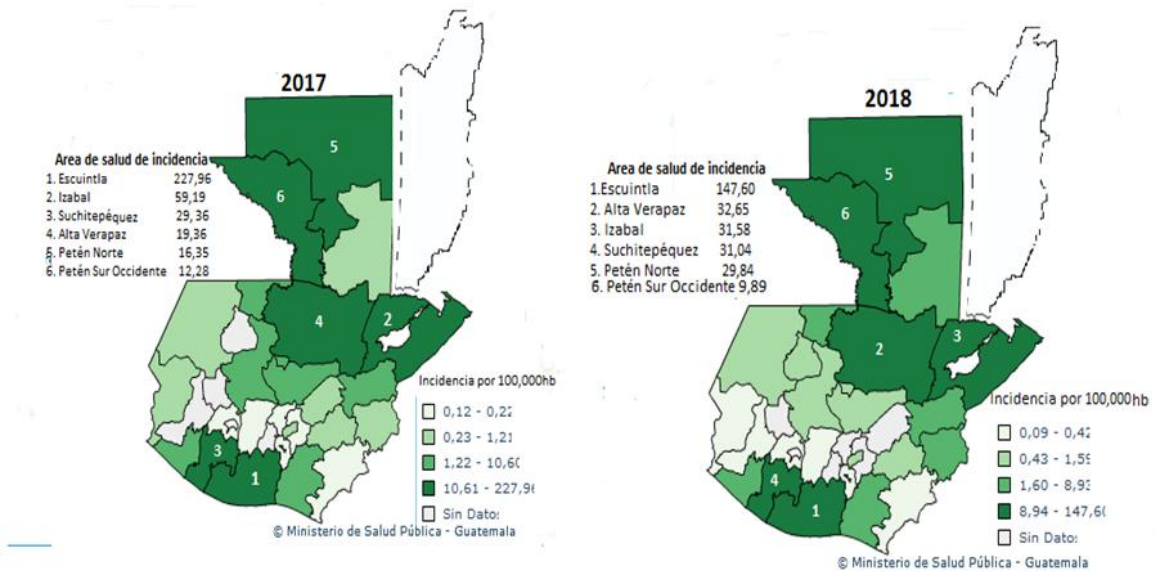 2017
Area de salud de incidencia
1. Escuintla 227,96
2. Izabal 59,19
3. Suchitepéquez 29,36
4. Alta Verapaz 19,36
5. Petén Norte 16,35
6. Petén Sur Occidente 12,28
5
6
4
2
3
1
Incidencia por 100,000hb
0,12 - 0,22
0,23 - 1,21
1,22 - 10,60
10,61 - 227,96
Sin Dato:
© Ministerio de Salud Pública - Guatemala
2018
Area de salud de incidencia
1.Escuintla 147,60
2. Alta Verapaz 32,65
3. Izabal 31,58
4. Suchitepéquez 31,04
5. Petén Norte 29,84
6. Petén Sur Occidente 9,89
5
6
3
2
4
1
Incidencia por 100,000hb
0,09 - 0,42
0,43 - 1,59
1,60 - 8,93
8,94 - 147,60
Sin Dato:
© Ministerio de Salud Pública - Guatemala